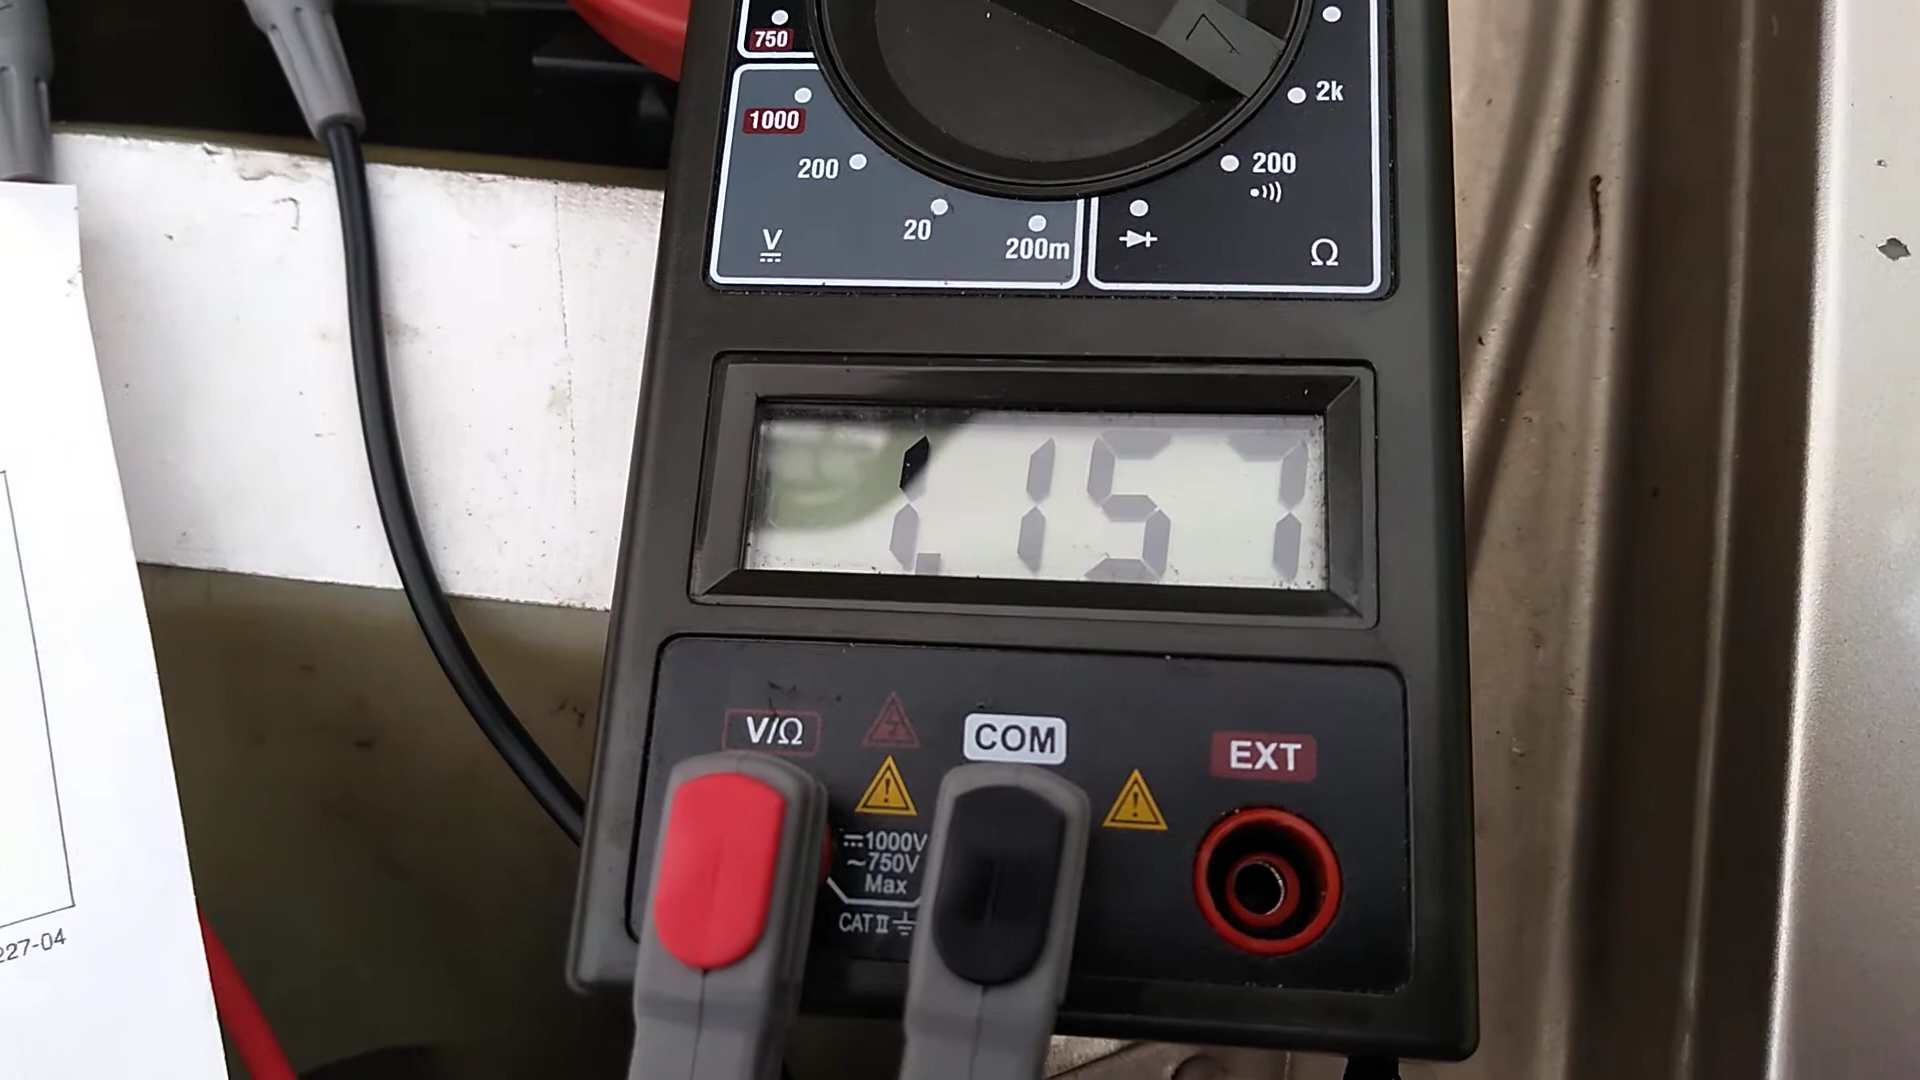 750
1000
2k
200
200
20
200m
V
Ω
1.157
V/Ω
COM
EXT
1000V
~750V
Max
CAT II
227-04